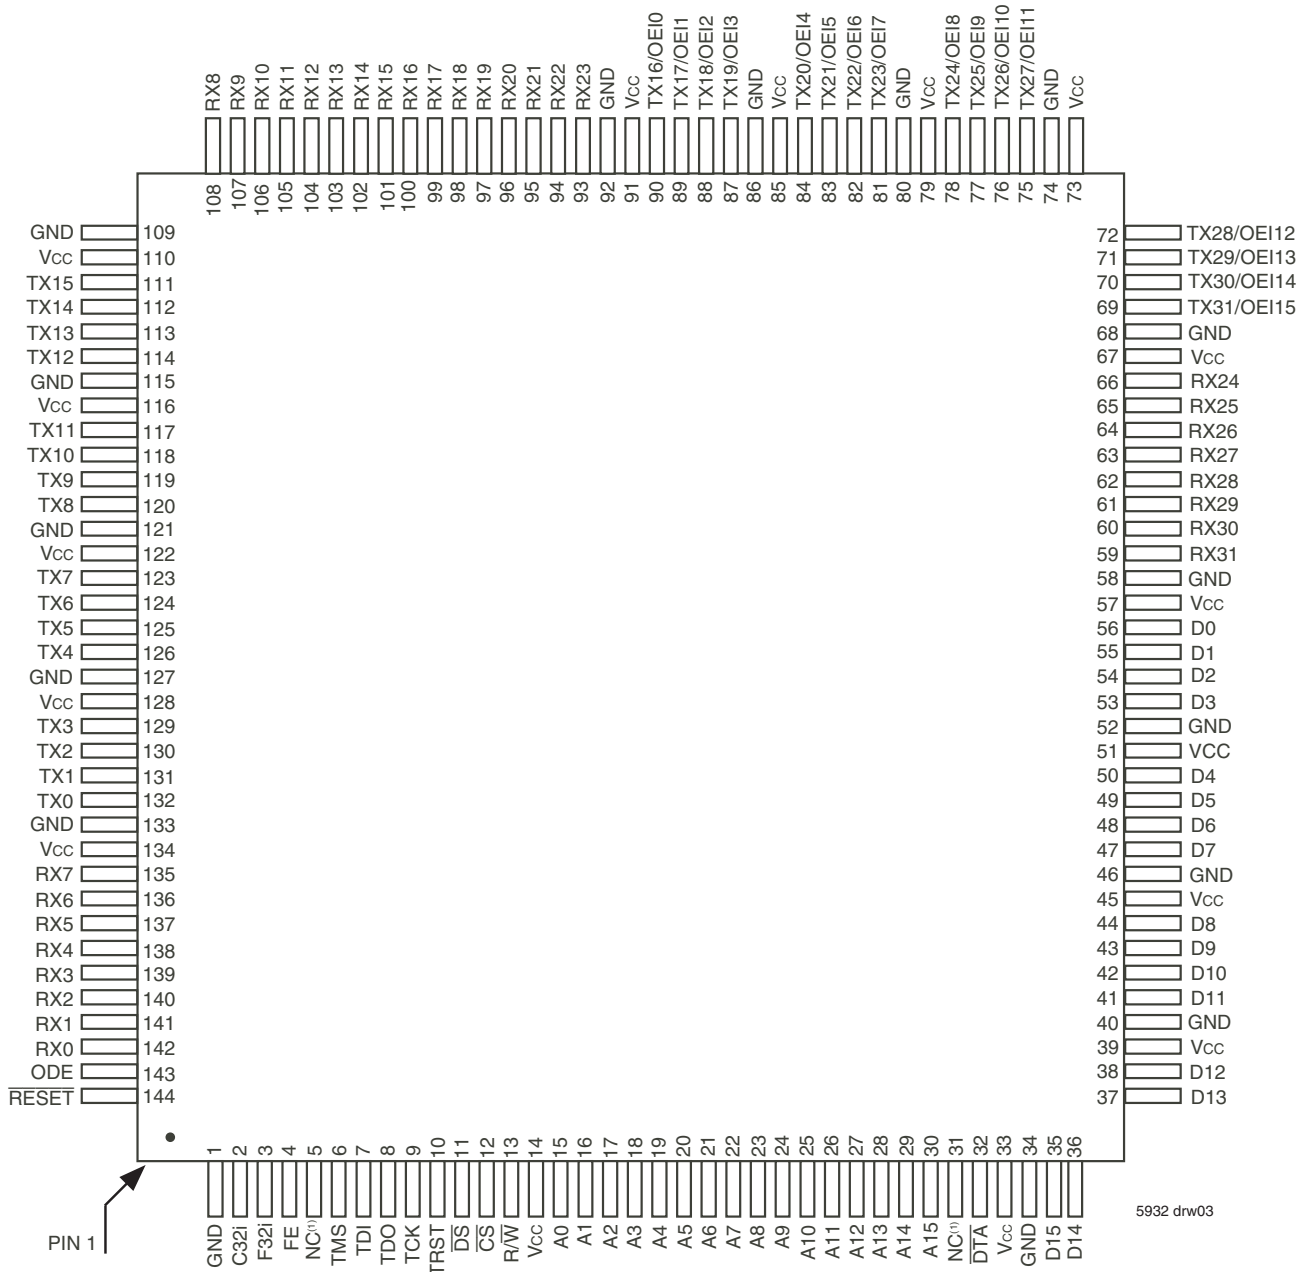 RX8 RX9 RX10 RX11 RX12 RX13 RX14 RX15 RX16 RX17 RX18 RX19 RX20 RX21 RX22 RX23 GND Vcc TX16/OEI0 TX17/OEI1 TX18/OEI2 TX19/OEI3 GND Vcc TX20/OEI4 TX21/OEI5 TX22/OEI6 TX23/OEI7 GND Vcc TX24/OEI8 TX25/OEI9 TX26/OEI10 TX27/OEI11 GND Vcc
108 107 106 105 104 103 102 101 100 99 98 97 96 95 94 93 92 91 90 89 88 87 86 85 84 83 82 81 80 79 78 77 76 75 74 73
GND 109 72 TX28/OEI12
Vcc 110 71 TX29/OEI13
TX15 111 70 TX30/OEI14
TX14 112 69 TX31/OEI15
TX13 113 68 GND
TX12 114 67 Vcc
GND 115 66 RX24
Vcc 116 65 RX25
TX11 117 64 RX26
TX10 118 63 RX27
TX9 119 62 RX28
TX8 120 61 RX29
GND 121 60 RX30
Vcc 122 59 RX31
TX7 123 58 GND
TX6 124 57 Vcc
TX5 125 56 D0
TX4 126 55 D1
GND 127 54 D2
Vcc 128 53 D3
TX3 129 52 GND
TX2 130 51 VCC
TX1 131 50 D4
TX0 132 49 D5
GND 133 48 D6
Vcc 134 47 D7
RX7 135 46 GND
RX6 136 45 Vcc
RX5 137 44 D8
RX4 138 43 D9
RX3 139 42 D10
RX2 140 41 D11
RX1 141 40 GND
RX0 142 39 Vcc
ODE 143 38 D12
RESET 144 37 D13
1 2 3 4 5 6 7 8 9 10 11 12 13 14 15 16 17 18 19 20 21 22 23 24 25 26 27 28 29 30 31 32 33 34 35 36
GND C32i F32i FE NC(1) TMS TDI TDO TCK TRST DS CS R/W Vcc A0 A1 A2 A3 A4 A5 A6 A7 A8 A9 A10 A11 A12 A13 A14 A15 NC(1) DTA Vcc GND D15 D14
PIN 1
5932 drw03